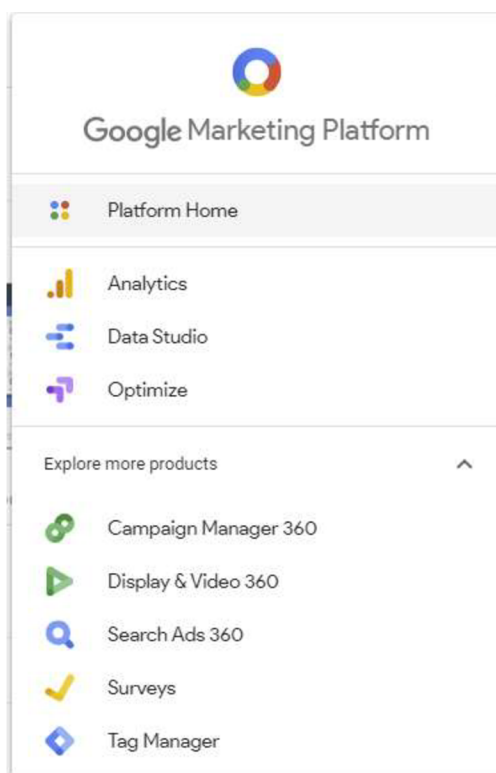 Google Marketing Platform
Platform Home
Analytics
Data Studio
Optimize
Explore more products
Campaign Manager 360
Display & Video 360
Search Ads 360
Surveys
Tag Manager